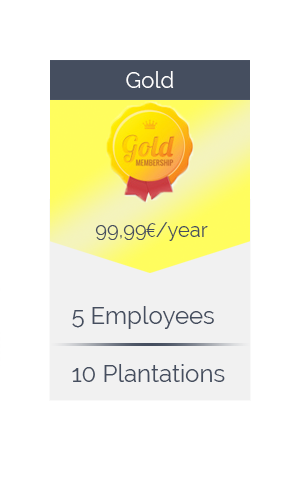 Gold
Gold
MEMBERSHIP
99,99€/year
5 Employees
10 Plantations